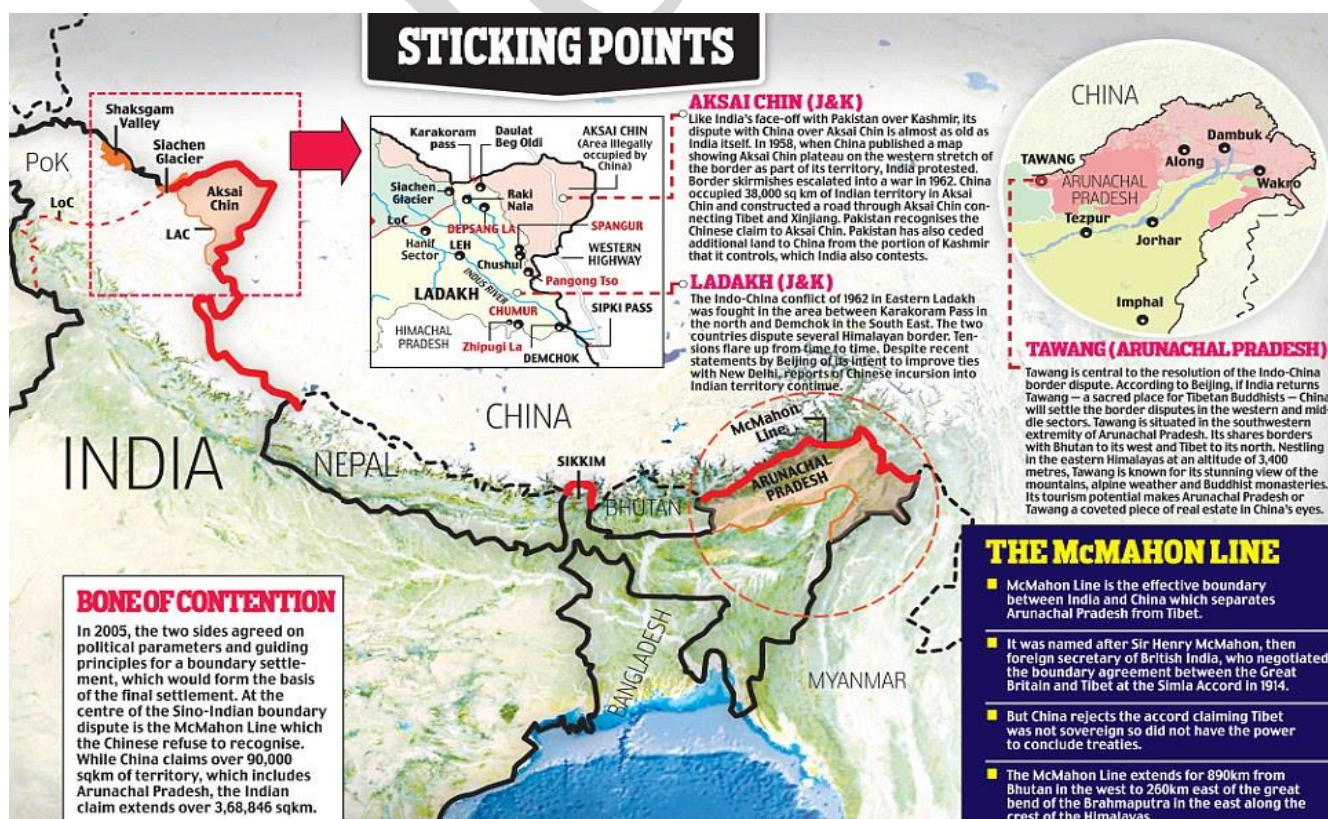 STICKING POINTS
Shaksgam
Valley
Siachen
Glacier
PoK
LoC
Aksai
Chin
LAC
Karakoram
pass
Daulat
Beg Oldi
AKSAI CHIN
(Area illegally
occupied by
China)
Siachen
Glacier
Raki
Nala
LoC
DEPSANG LA
SPANGUR
Hanif
Sector
LEH
WESTERN
HIGHWAY
Chushul
INDUS RIVER
Pangong Tso
LADAKH
SIPKI PASS
CHUMUR
HIMACHAL
PRADESH
Zhipugi La
DEMCHOK
AKSAI CHIN (J&K)
Like India's face-off with Pakistan over Kashmir, its
dispute with China over Aksai Chin is almost as old as
India itself. In 1958, when China published a map
showing Aksai Chin plateau on the western stretch of
the border as part of its territory, India protested.
Border skirmishes escalated into a war in 1962. China
occupied 38,000 sq km of Indian territory in Aksai
Chin and constructed a road through Aksai Chin con-
necting Tibet and Xinjiang. Pakistan recognises the
Chinese claim to Aksai Chin. Pakistan has also ceded
additional land to China from the portion of Kashmir
that it controls, which India also contests.
LADAKH (J&K)
The Indo-China conflict of 1962 in Eastern Ladakh
was fought in the area between Karakoram Pass in
the north and Demchok in the South East. The two
countries dispute several Himalayan border. Ten-
sions flare up from time to time. Despite recent
statements by Beijing of its intent to improve ties
with New Delhi, reports of Chinese incursion into
Indian territory continue.
CHINA
Dambuk
TAWANG
Along
ARUNACHAL
PRADESH
Wakro
Tezpur
Jorhar
Imphal
TAWANG (ARUNACHAL PRADESH)
Tawang is central to the resolution of the Indo-China
border dispute. According to Beijing, if India returns
Tawang — a sacred place for Tibetan Buddhists — China
will settle the border disputes in the western and mid-
dle sectors. Tawang is situated in the southwestern
extremity of Arunachal Pradesh. Its shares borders
with Bhutan to its west and Tibet to its north. Nestling
in the eastern Himalayas at an altitude of 3,400
metres, Tawang is known for its stunning view of the
mountains, alpine weather and Buddhist monasteries.
Its tourism potential makes Arunachal Pradesh or
Tawang a coveted piece of real estate in China's eyes.
INDIA
CHINA
NEPAL
SIKKIM
BHUTAN
McMahon
Line
ARUNACHAL
PRADESH
BANGLADESH
MYANMAR
BONE OF CONTENTION
In 2005, the two sides agreed on
political parameters and guiding
principles for a boundary settle-
ment, which would form the basis
of the final settlement. At the
centre of the Sino-Indian boundary
dispute is the McMahon Line which
the Chinese refuse to recognise.
While China claims over 90,000
sqkm of territory, which includes
Arunachal Pradesh, the Indian
claim extends over 3,68,846 sqkm.
THE McMAHON LINE
McMahon Line is the effective boundary
between India and China which separates
Arunachal Pradesh from Tibet.
It was named after Sir Henry McMahon, then
foreign secretary of British India, who negotiated
the boundary agreement between the Great
Britain and Tibet at the Simla Accord in 1914.
But China rejects the accord claiming Tibet
was not sovereign so did not have the power
to conclude treaties.
The McMahon Line extends for 890km from
Bhutan in the west to 260km east of the great
bend of the Brahmaputra in the east along the
crest of the Himalayas.